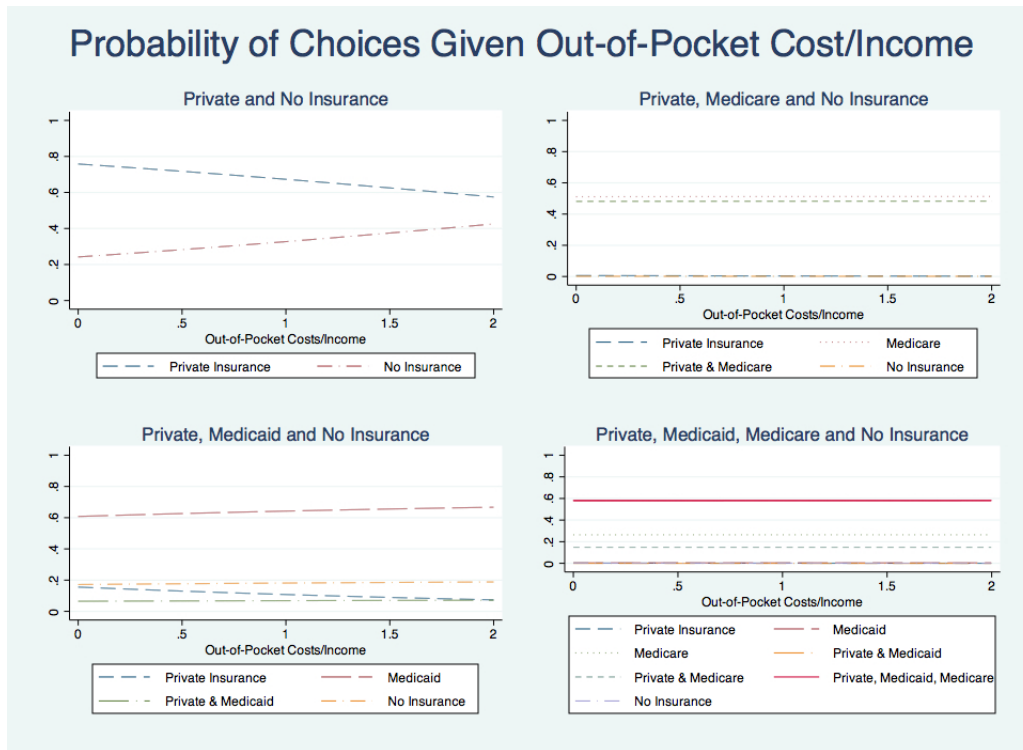 Probability of Choices Given Out-of-Pocket Cost/Income
Private and No Insurance
1
.8
.6
.4
.2
0
0 .5 1 1.5 2
Out-of-Pocket Costs/Income
Private Insurance No Insurance
Private, Medicare and No Insurance
1
.8
.6
.4
.2
0
0 .5 1 1.5 2
Out-of-Pocket Costs/Income
Private Insurance Medicare
Private & Medicare No Insurance
Private, Medicaid and No Insurance
1
.8
.6
.4
.2
0
0 .5 1 1.5 2
Out-of-Pocket Costs/Income
Private Insurance Medicaid
Private & Medicaid No Insurance
Private, Medicaid, Medicare and No Insurance
1
.8
.6
.4
.2
0
0 .5 1 1.5 2
Out-of-Pocket Costs/Income
Private Insurance Medicaid
Medicare Private & Medicaid
Private & Medicare Private, Medicaid, Medicare
No Insurance